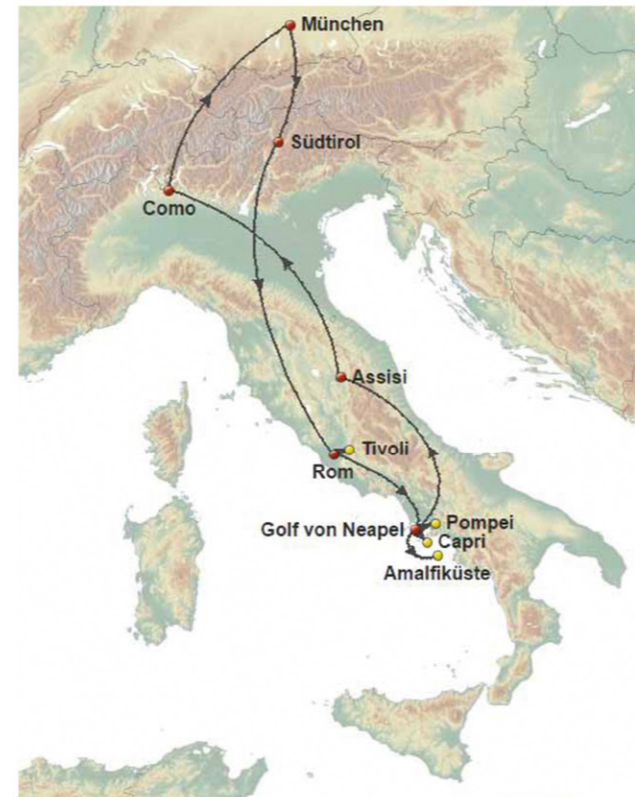 München
Südtirol
Como
Assisi
Tivoli
Rom
Golf von Neapel
Pompei
Capri
Amalfiküste